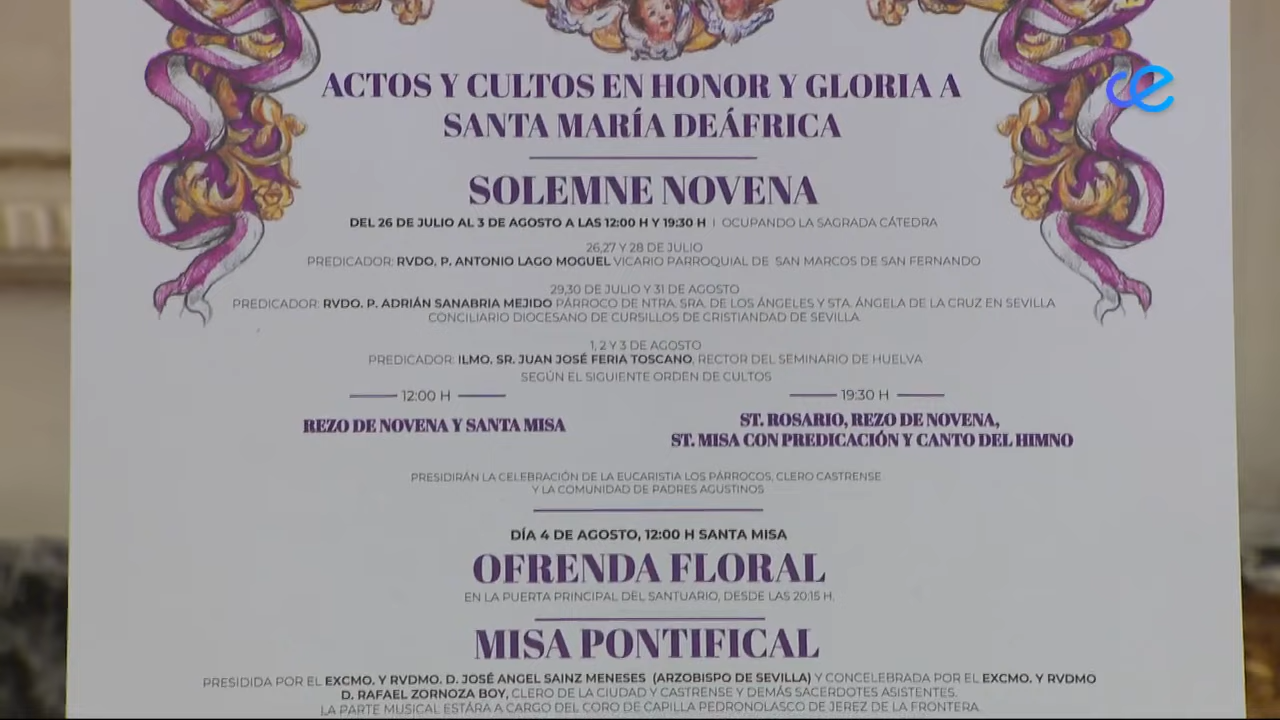 ACTOS Y CULTOS EN HONOR Y GLORIA A
SANTA MARÍA DEÁFRICA
SOLEMNE NOVENA
DEL 26 DE JULIO AL 3 DE AGOSTO A LAS 12:00 H Y 19:30 H | OCUPANDO LA SAGRADA CÁTEDRA
26,27 Y 28 DE JULIO
PREDICADOR: RVDO. P. ANTONIO LAGO MOGUEL VICARIO PARROQUIAL DE SAN MARCOS DE SAN FERNANDO
29,30 DE JULIO Y 31 DE AGOSTO
PREDICADOR: RVDO. P. ADRIÁN SANABRIA MEJIDO PÁRROCO DE NTRA. SRA. DE LOS ÁNGELES Y STA. ÁNGELA DE LA CRUZ EN SEVILLA
CONCILIARIO DIOCESANO DE CURSILLOS DE CRISTIANDAD DE SEVILLA.
1, 2 Y 3 DE AGOSTO
PREDICADOR: ILMO. SR. JUAN JOSÉ FERIA TOSCANO, RECTOR DEL SEMINARIO DE HUELVA
SEGÚN EL SIGUIENTE ORDEN DE CULTOS
12:00 H
REZO DE NOVENA Y SANTA MISA
19:30 H
ST. ROSARIO, REZO DE NOVENA,
ST. MISA CON PREDICACIÓN Y CANTO DEL HIMNO
PRESIDIRÁN LA CELEBRACIÓN DE LA EUCARISTIA LOS PÁRROCOS, CLERO CASTRENSE
Y LA COMUNIDAD DE PADRES AGUSTINOS
DÍA 4 DE AGOSTO, 12:00 H SANTA MISA
OFRENDA FLORAL
EN LA PUERTA PRINCIPAL DEL SANTUARIO, DESDE LAS 20:15 H.
MISA PONTIFICAL
PRESIDIDA POR EL EXCMO. Y RVDMO. D. JOSÉ ANGEL SAINZ MENESES (ARZOBISPO DE SEVILLA) Y CONCELEBRADA POR EL EXCMO. Y RVDMO
D. RAFAEL ZORNOZA BOY, CLERO DE LA CIUDAD Y CASTRENSE Y DEMÁS SACERDOTES ASISTENTES.
LA PARTE MUSICAL ESTÁRA A CARGO DEL CORO DE CAPILLA PEDRONOLASCO DE JEREZ DE LA FRONTERA.